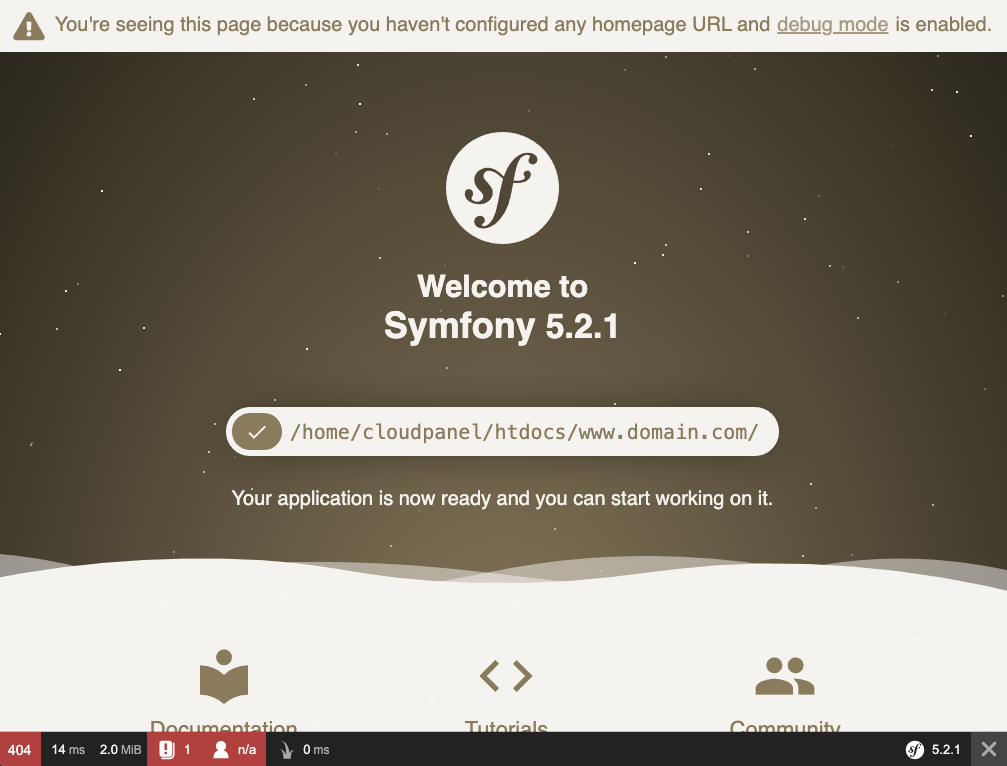 You're seeing this page because you haven't configured any homepage URL and debug mode is enabled.
sf
Welcome to
Symfony 5.2.1
/home/cloudpanel/htdocs/www.domain.com/
Your application is now ready and you can start working on it.
Documentation Tutorials Community
404 14 ms 2.0 MiB 1 n/a 0 ms sf 5.2.1